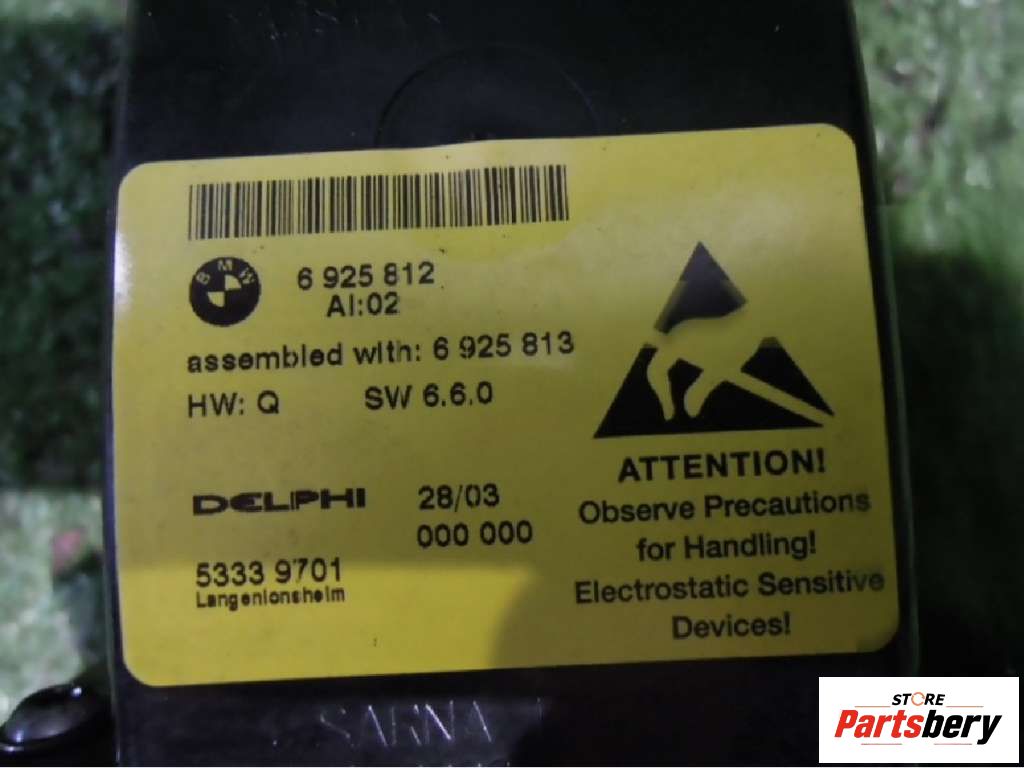 BMW
6 925 812
AI:02
assembled with: 6 925 813
HW: Q SW 6.6.0
DELPHI 28/03
000 000
5333 9701
Langenlonsheim
ATTENTION!
Observe Precautions
for Handling!
Electrostatic Sensitive
Devices!
SARNA
STORE
Partsbery